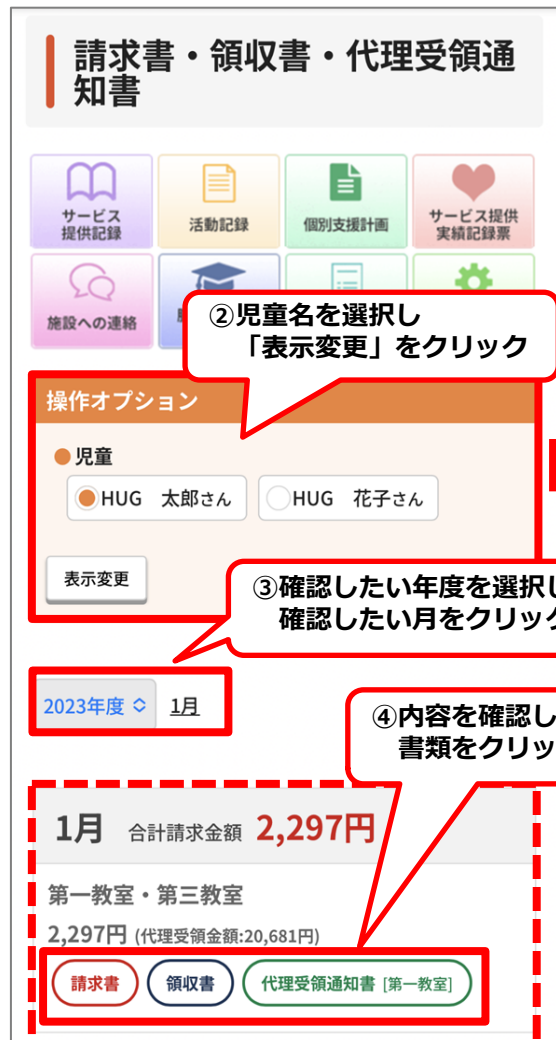 請求書・領収書・代理受領通
知書
サービス
提供記録
活動記録
個別支援計画
サービス提供
実績記録票
施設への連絡
②児童名を選択し
「表示変更」をクリック
操作オプション
児童
HUG 太郎さん
HUG 花子さん
表示変更
③確認したい年度を選択し
確認したい月をクリック
2023年度
1月
④内容を確認し
書類をクリッ
1月 合計請求金額 2,297円
第一教室・第三教室
2,297円 (代理受領金額:20,681円)
請求書 領収書 代理受領通知書 [第一教室]